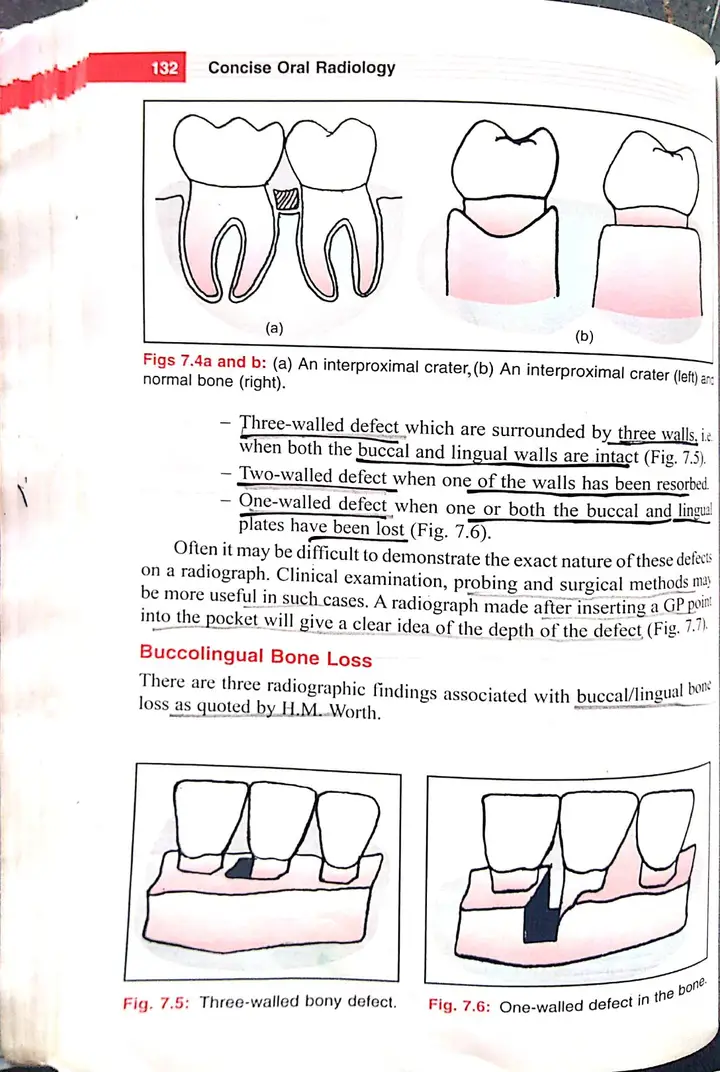 132
Concise Oral Radiology
(a)
(b)
Figs 7.4a and b: (a) An interproximal crater,(b) An interproximal crater (left) and
normal bone (right).
– Three-walled defect which are surrounded by three walls, i.e.
when both the buccal and lingual walls are intact (Fig. 7.5).
– Two-walled defect when one of the walls has been resorbed.
– One-walled defect when one or both the buccal and lingual
plates have been lost (Fig. 7.6).
Often it may be difficult to demonstrate the exact nature of these defects
on a radiograph. Clinical examination, probing and surgical methods may
be more useful in such cases. A radiograph made after inserting a GP point
into the pocket will give a clear idea of the depth of the defect (Fig. 7.7).
Buccolingual Bone Loss
There are three radiographic findings associated with buccal/lingual bone
loss as quoted by H.M. Worth.
Fig. 7.5: Three-walled bony defect.
Fig. 7.6: One-walled defect in the bone.